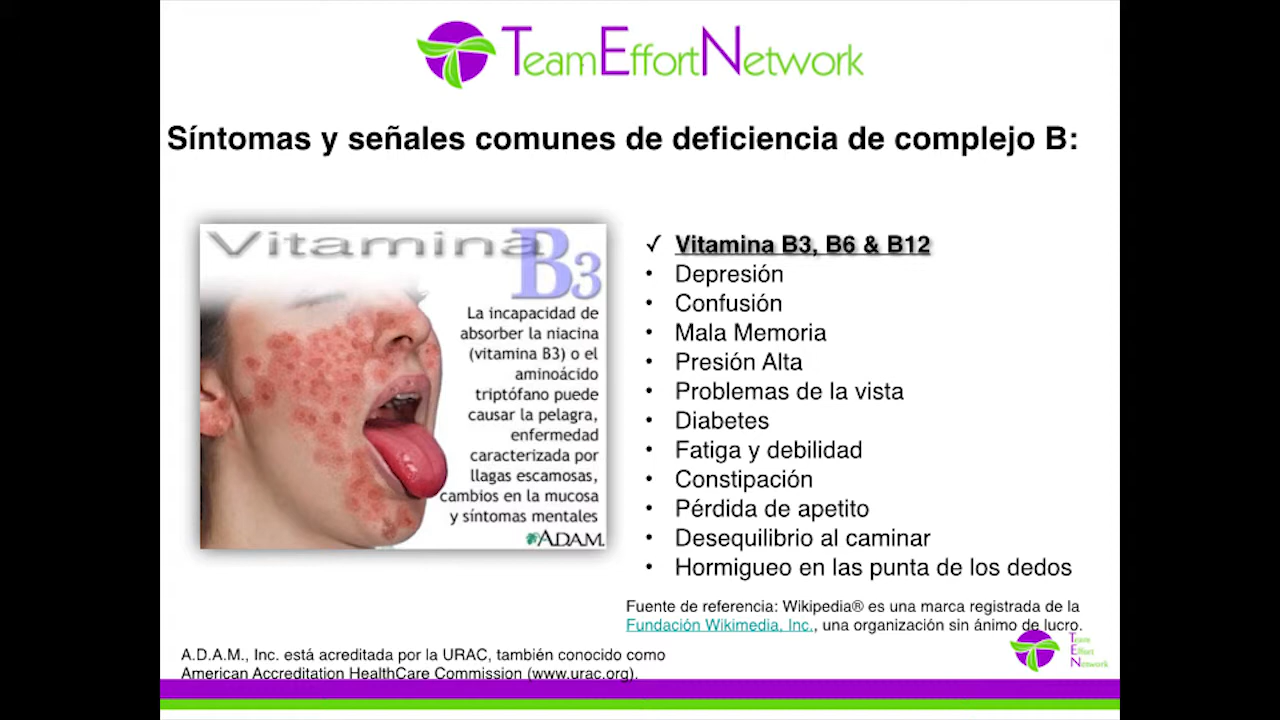 TeamEffortNetwork
Síntomas y señales comunes de deficiencia de complejo B:
Vitamina
B3
La incapacidad de
absorber la niacina
(vitamina B3) o el
aminoácido
triptófano puede
causar la pelagra,
enfermedad
caracterizada por
llagas escamosas,
cambios en la mucosa
y síntomas mentales
ADAM.
✓ Vitamina B3, B6 & B12
• Depresión
• Confusión
• Mala Memoria
• Presión Alta
• Problemas de la vista
• Diabetes
• Fatiga y debilidad
• Constipación
• Pérdida de apetito
• Desequilibrio al caminar
• Hormigueo en las punta de los dedos
Fuente de referencia: Wikipedia® es una marca registrada de la
Fundación Wikimedia, Inc., una organización sin ánimo de lucro.
Team
Effort
Network
A.D.A.M., Inc. está acreditada por la URAC, también conocido como
American Accreditation HealthCare Commission (www.urac.org).